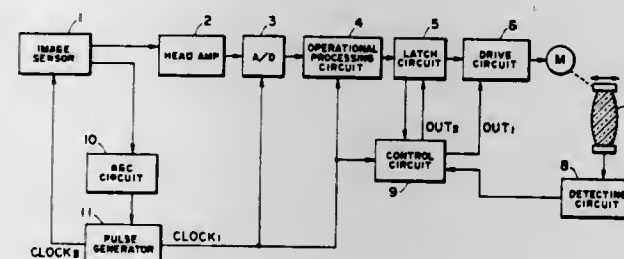 1
IMAGE SENSOR
2
HEAD AMP
3
A/D
4
OPERATIONAL PROCESSING CIRCUIT
5
LATCH CIRCUIT
6
DRIVE CIRCUIT
M
OUT2
OUT1
10
AGC CIRCUIT
CONTROL CIRCUIT
9
8
DETECTING CIRCUIT
11
PULSE GENERATOR
CLOCK1
CLOCK2